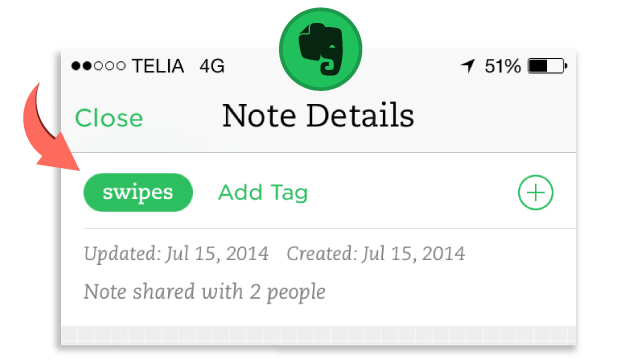 TELIA 4G 51%
Close Note Details
swipes Add Tag
Updated: Jul 15, 2014 Created: Jul 15, 2014
Note shared with 2 people